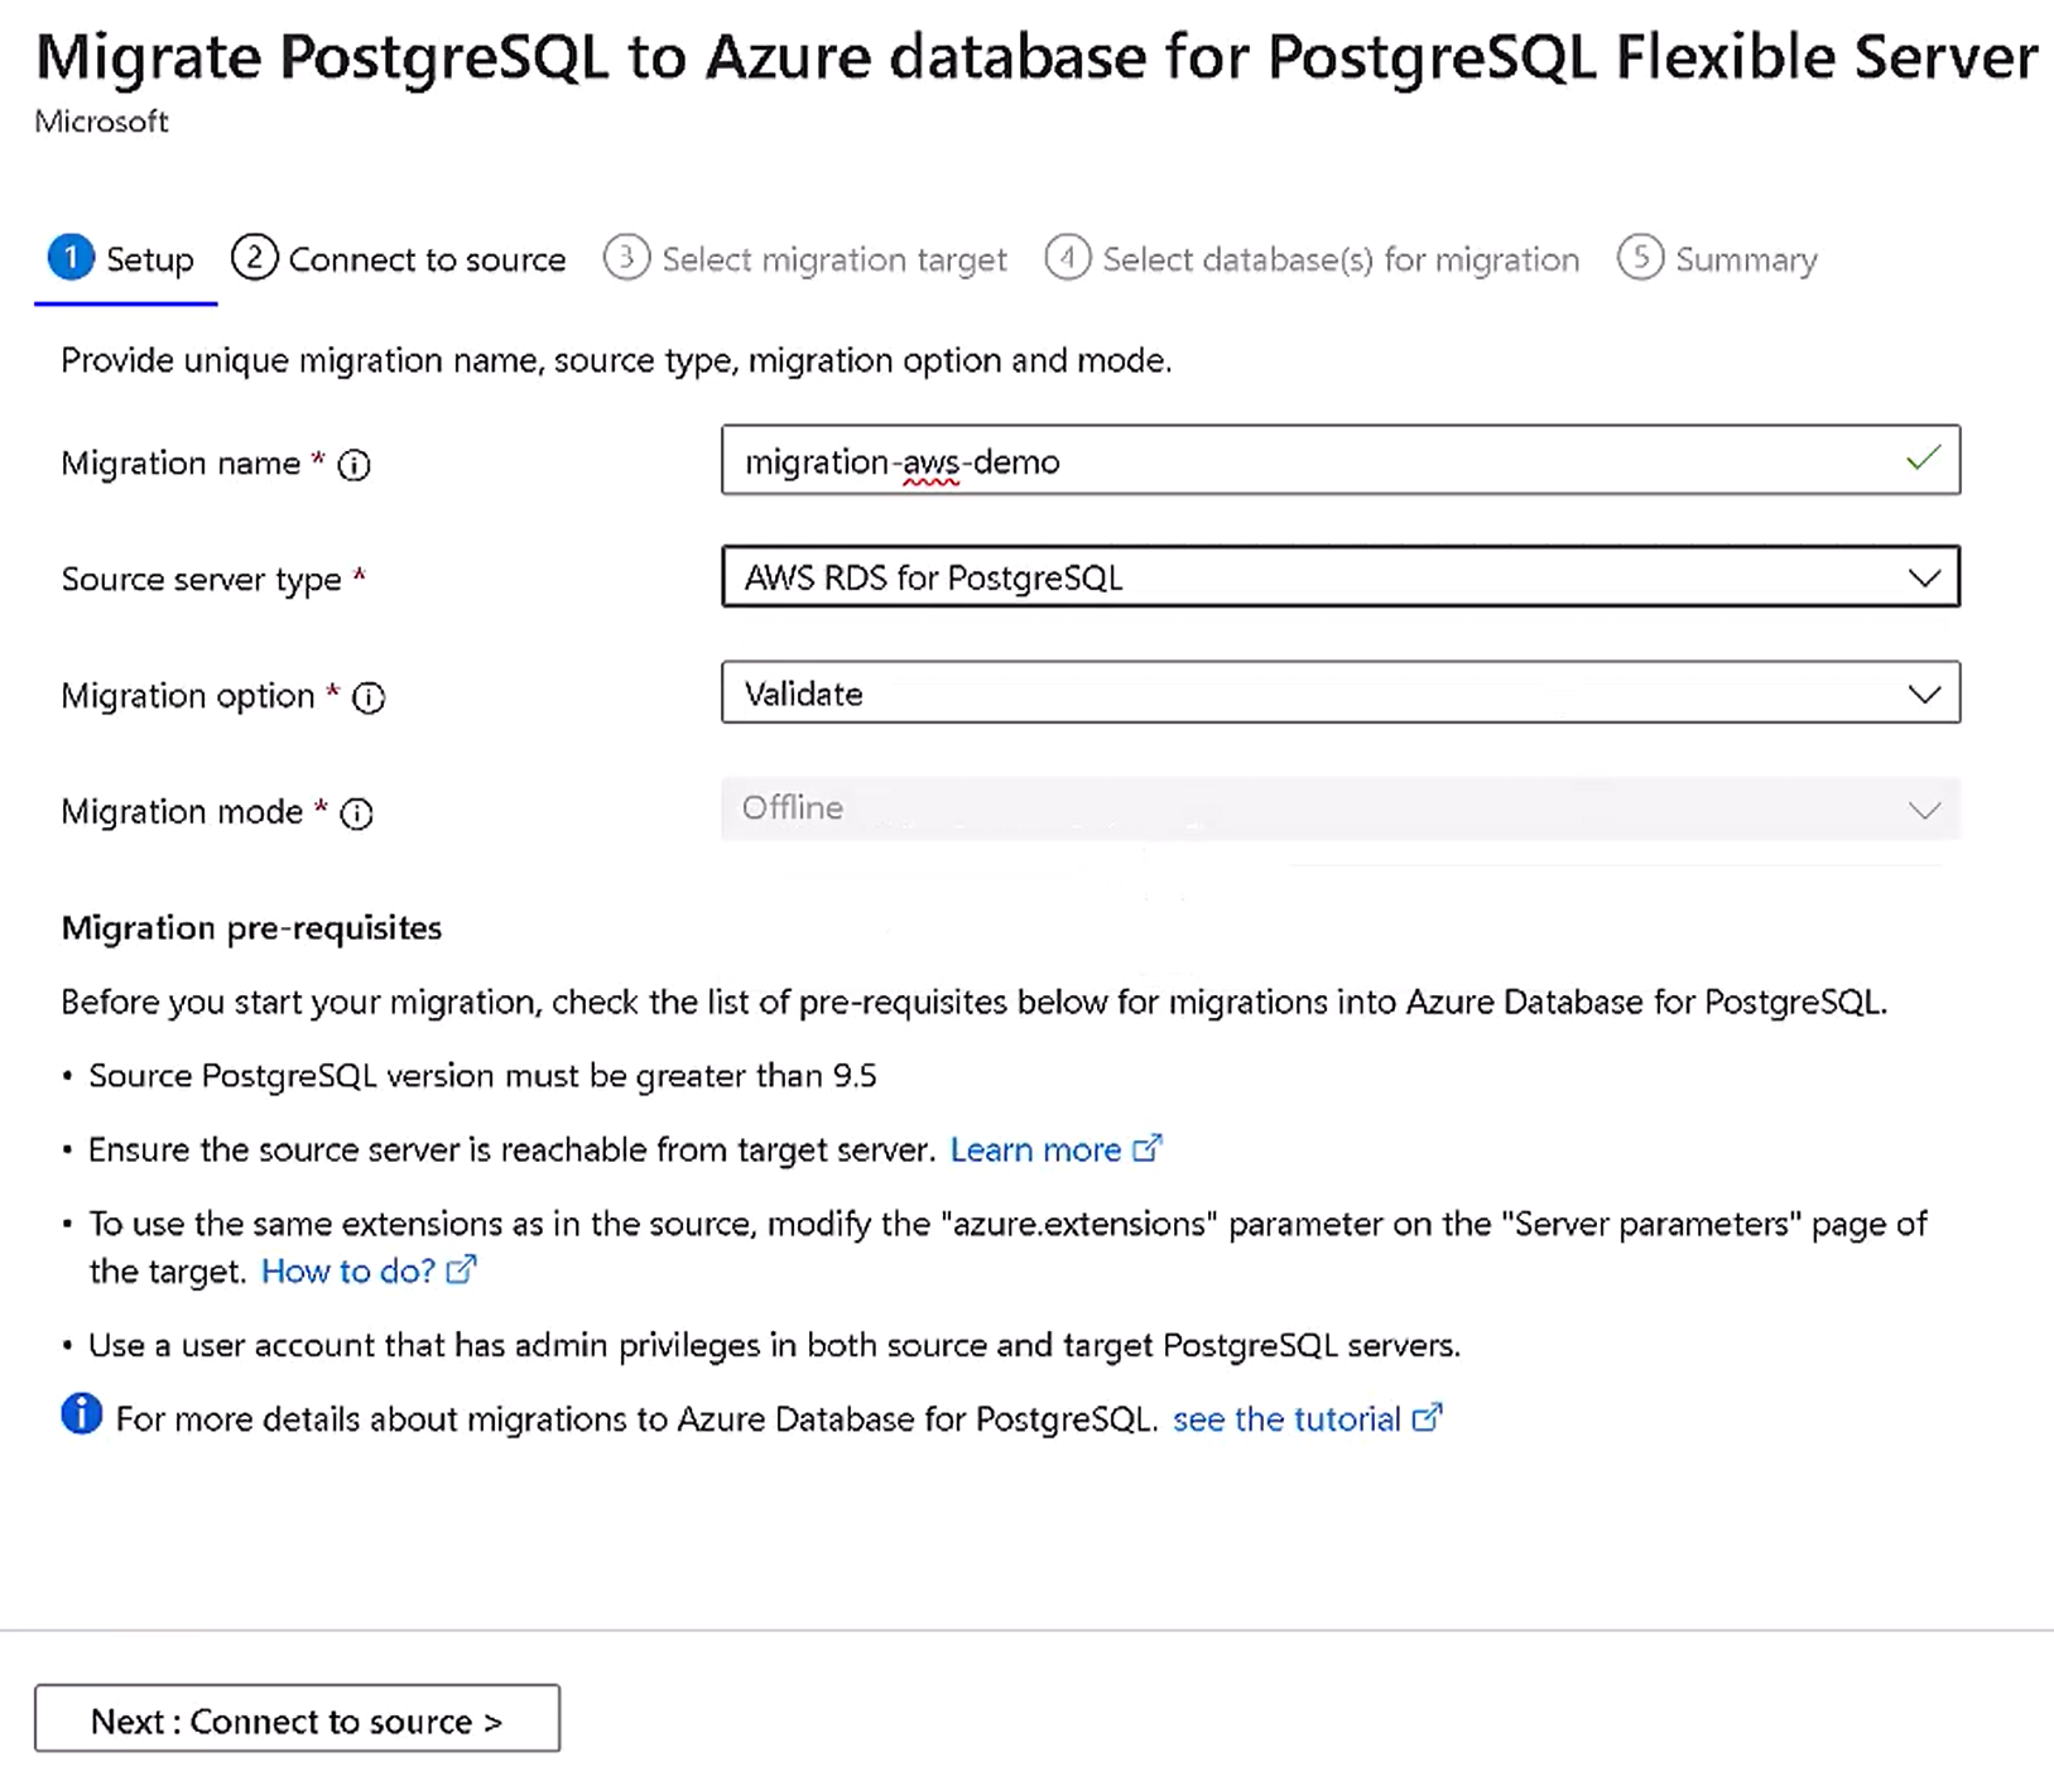 Migrate PostgreSQL to Azure database for PostgreSQL Flexible Server
Microsoft
1 Setup 2 Connect to source 3 Select migration target 4 Select database(s) for migration 5 Summary
Provide unique migration name, source type, migration option and mode.
Migration name * migration-aws-demo
Source server type * AWS RDS for PostgreSQL
Migration option * Validate
Migration mode * Offline
Migration pre-requisites
Before you start your migration, check the list of pre-requisites below for migrations into Azure Database for PostgreSQL.
• Source PostgreSQL version must be greater than 9.5
• Ensure the source server is reachable from target server. Learn more
• To use the same extensions as in the source, modify the "azure.extensions" parameter on the "Server parameters" page of
the target. How to do?
• Use a user account that has admin privileges in both source and target PostgreSQL servers.
For more details about migrations to Azure Database for PostgreSQL. see the tutorial
Next : Connect to source >